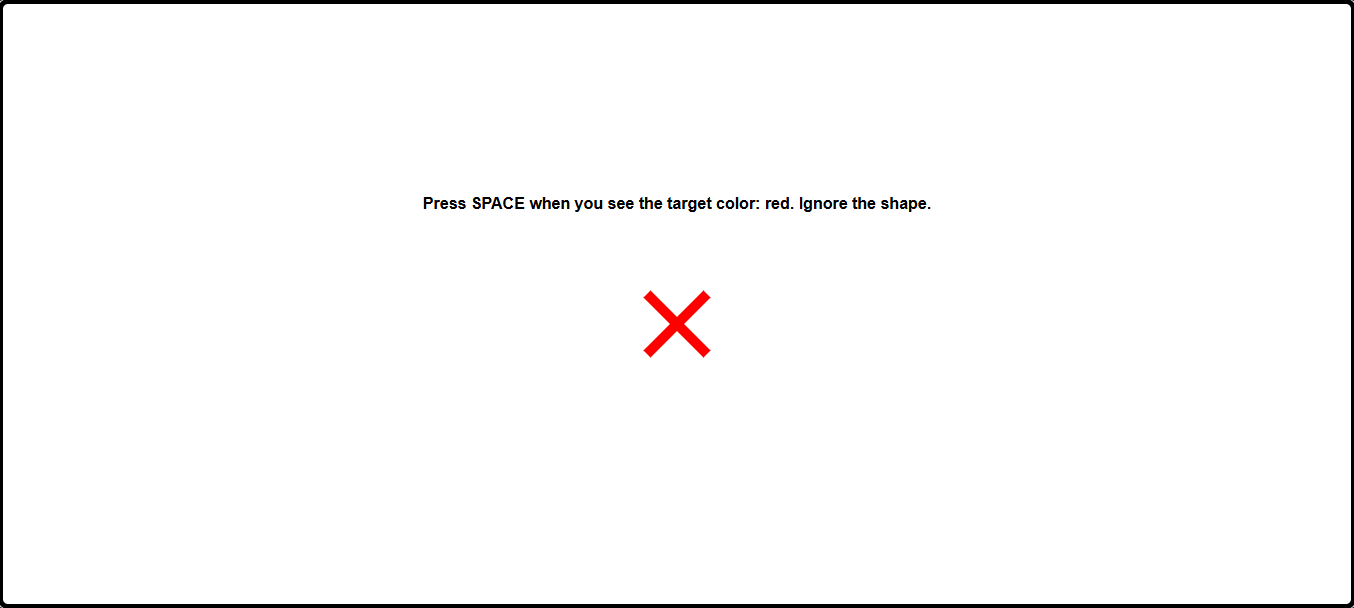 Press SPACE when you see the target color: red. Ignore the shape.